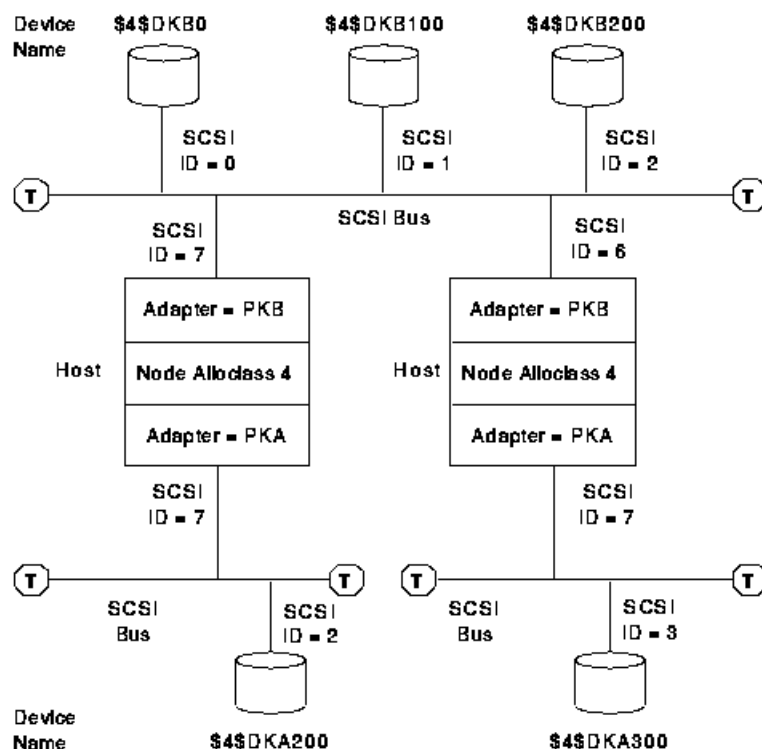 Device Name
$4$DKB0
$4$DKB100
$4$DKB200
SCSI
ID = 0
SCSI
ID = 1
SCSI
ID = 2
T
T
SCSI Bus
SCSI
ID = 7
SCSI
ID = 6
Adapter = PKB
Adapter = PKB
Host
Node Alloclass 4
Host
Node Alloclass 4
Adapter = PKA
Adapter = PKA
SCSI
ID = 7
SCSI
ID = 7
T
T
T
T
SCSI
Bus
SCSI
ID = 2
SCSI
Bus
SCSI
ID = 3
Device
Name
$4$DKA200
$4$DKA300